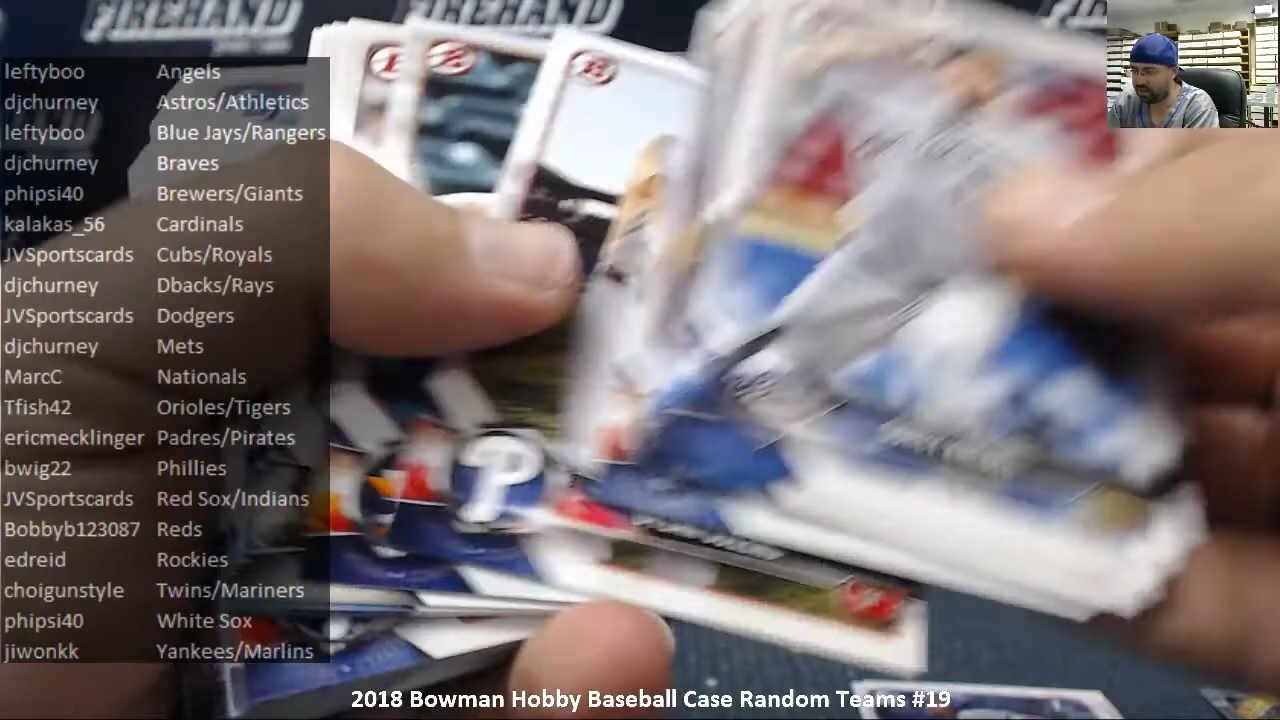 FIREHAND
FIREHAND
leftyboo Angels
djchurney Astros/Athletics
leftyboo Blue Jays/Rangers
djchurney Braves
phipsi40 Brewers/Giants
kalakas_56 Cardinals
JVSportscards Cubs/Royals
djchurney Dbacks/Rays
JVSportscards Dodgers
djchurney Mets
MarcC Nationals
Tfish42 Orioles/Tigers
ericmecklinger Padres/Pirates
bwig22 Phillies
JVSportscards Red Sox/Indians
Bobbyb123087 Reds
edreid Rockies
choigunstyle Twins/Mariners
phipsi40 White Sox
jiwonkk Yankees/Marlins
P
2018 Bowman Hobby Baseball Case Random Teams #19